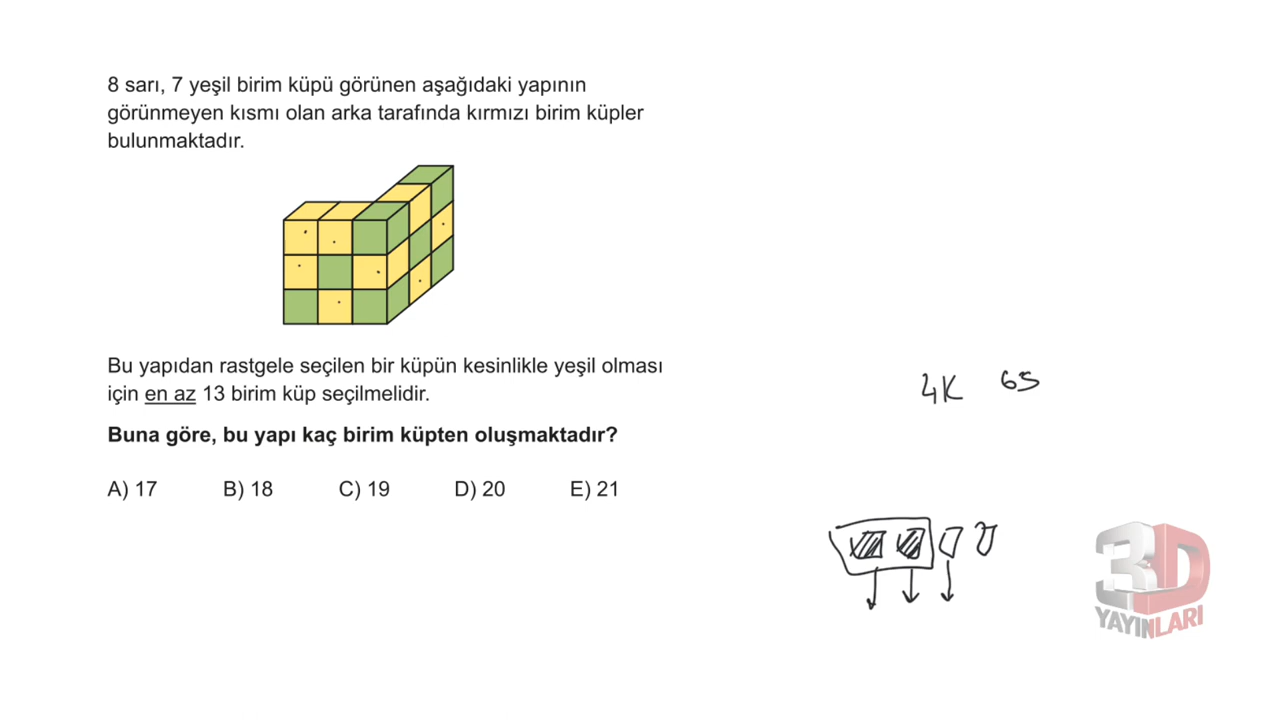 8 sarı, 7 yeşil birim küpü görünen aşağıdaki yapının
görünmeyen kısmı olan arka tarafında kırmızı birim küpler
bulunmaktadır.
Bu yapıdan rastgele seçilen bir küpün kesinlikle yeşil olması
için en az 13 birim küp seçilmelidir.
4K 6S
Buna göre, bu yapı kaç birim küpten oluşmaktadır?
A) 17 B) 18 C) 19 D) 20 E) 21
3D
YAYINLARI